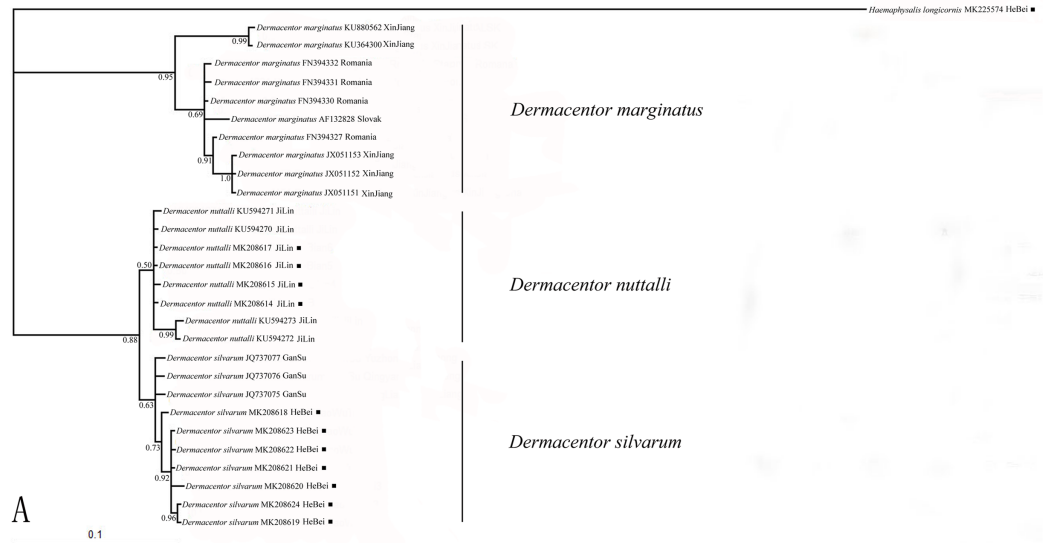 Haemaphysalis longicornis MK225574 HeBei ■
Dermacentor marginatus KU880562 XinJiang
0.99
Dermacentor marginatus KU364300 XinJiang
0.95
Dermacentor marginatus FN394332 Romania
Dermacentor marginatus FN394331 Romania
Dermacentor marginatus FN394330 Romania
Dermacentor marginatus
0.69
Dermacentor marginatus AF132828 Slovak
Dermacentor marginatus FN394327 Romania
0.91
Dermacentor marginatus JX051153 XinJiang
Dermacentor marginatus JX051152 XinJiang
1.0
Dermacentor marginatus JX051151 XinJiang
Dermacentor nuttalli KU594271 JiLin
Dermacentor nuttalli KU594270 JiLin
Dermacentor nuttalli MK208617 JiLin ■
0.50
Dermacentor nuttalli MK208616 JiLin ■
Dermacentor nuttalli MK208615 JiLin ■
Dermacentor nuttalli
Dermacentor nuttalli MK208614 JiLin ■
Dermacentor nuttalli KU594273 JiLin
0.99
Dermacentor nuttalli KU594272 JiLin
0.88
Dermacentor silvarum JQ737077 GanSu
Dermacentor silvarum JQ737076 GanSu
Dermacentor silvarum JQ737075 GanSu
0.63
Dermacentor silvarum MK208618 HeBei ■
Dermacentor silvarum MK208623 HeBei ■
Dermacentor silvarum
0.73
Dermacentor silvarum MK208622 HeBei ■
Dermacentor silvarum MK208621 HeBei ■
0.92
Dermacentor silvarum MK208620 HeBei ■
Dermacentor silvarum MK208624 HeBei ■
0.96
Dermacentor silvarum MK208619 HeBei ■
A
0.1